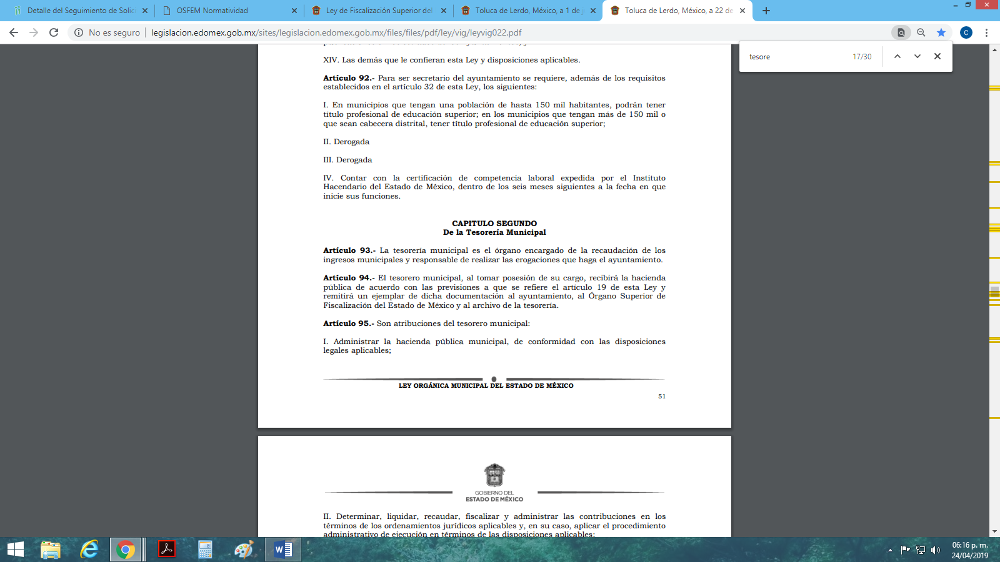 Detalle del Seguimiento de Solici
OSFEM Normatividad
Ley de Fiscalización Superior del
Toluca de Lerdo, México, a 1 de j
Toluca de Lerdo, México, a 22 de
No es seguro
legislacion.edomex.gob.mx/sites/legislacion.edomex.gob.mx/files/files/pdf/ley/vig/leyvig022.pdf
C
tesore
17/30
XIV. Las demás que le confieran esta Ley y disposiciones aplicables.
Artículo 92.- Para ser secretario del ayuntamiento se requiere, además de los requisitos
establecidos en el artículo 32 de esta Ley, los siguientes:
I. En municipios que tengan una población de hasta 150 mil habitantes, podrán tener
título profesional de educación superior; en los municipios que tengan más de 150 mil o
que sean cabecera distrital, tener título profesional de educación superior;
II. Derogada
III. Derogada
IV. Contar con la certificación de competencia laboral expedida por el Instituto
Hacendario del Estado de México, dentro de los seis meses siguientes a la fecha en que
inicie sus funciones.
CAPITULO SEGUNDO
De la Tesorería Municipal
Artículo 93.- La tesorería municipal es el órgano encargado de la recaudación de los
ingresos municipales y responsable de realizar las erogaciones que haga el ayuntamiento.
Artículo 94.- El tesorero municipal, al tomar posesión de su cargo, recibirá la hacienda
pública de acuerdo con las previsiones a que se refiere el artículo 19 de esta Ley y
remitirá un ejemplar de dicha documentación al ayuntamiento, al Órgano Superior de
Fiscalización del Estado de México y al archivo de la tesorería.
Artículo 95.- Son atribuciones del tesorero municipal:
I. Administrar la hacienda pública municipal, de conformidad con las disposiciones
legales aplicables;
LEY ORGÁNICA MUNICIPAL DEL ESTADO DE MÉXICO
51
GOBIERNO DEL
ESTADO DE MÉXICO
II. Determinar, liquidar, recaudar, fiscalizar y administrar las contribuciones en los
términos de los ordenamientos jurídicos aplicables y, en su caso, aplicar el procedimiento
administrativo de ejecución en términos de las disposiciones aplicables;
06:16 p. m.
24/04/2019